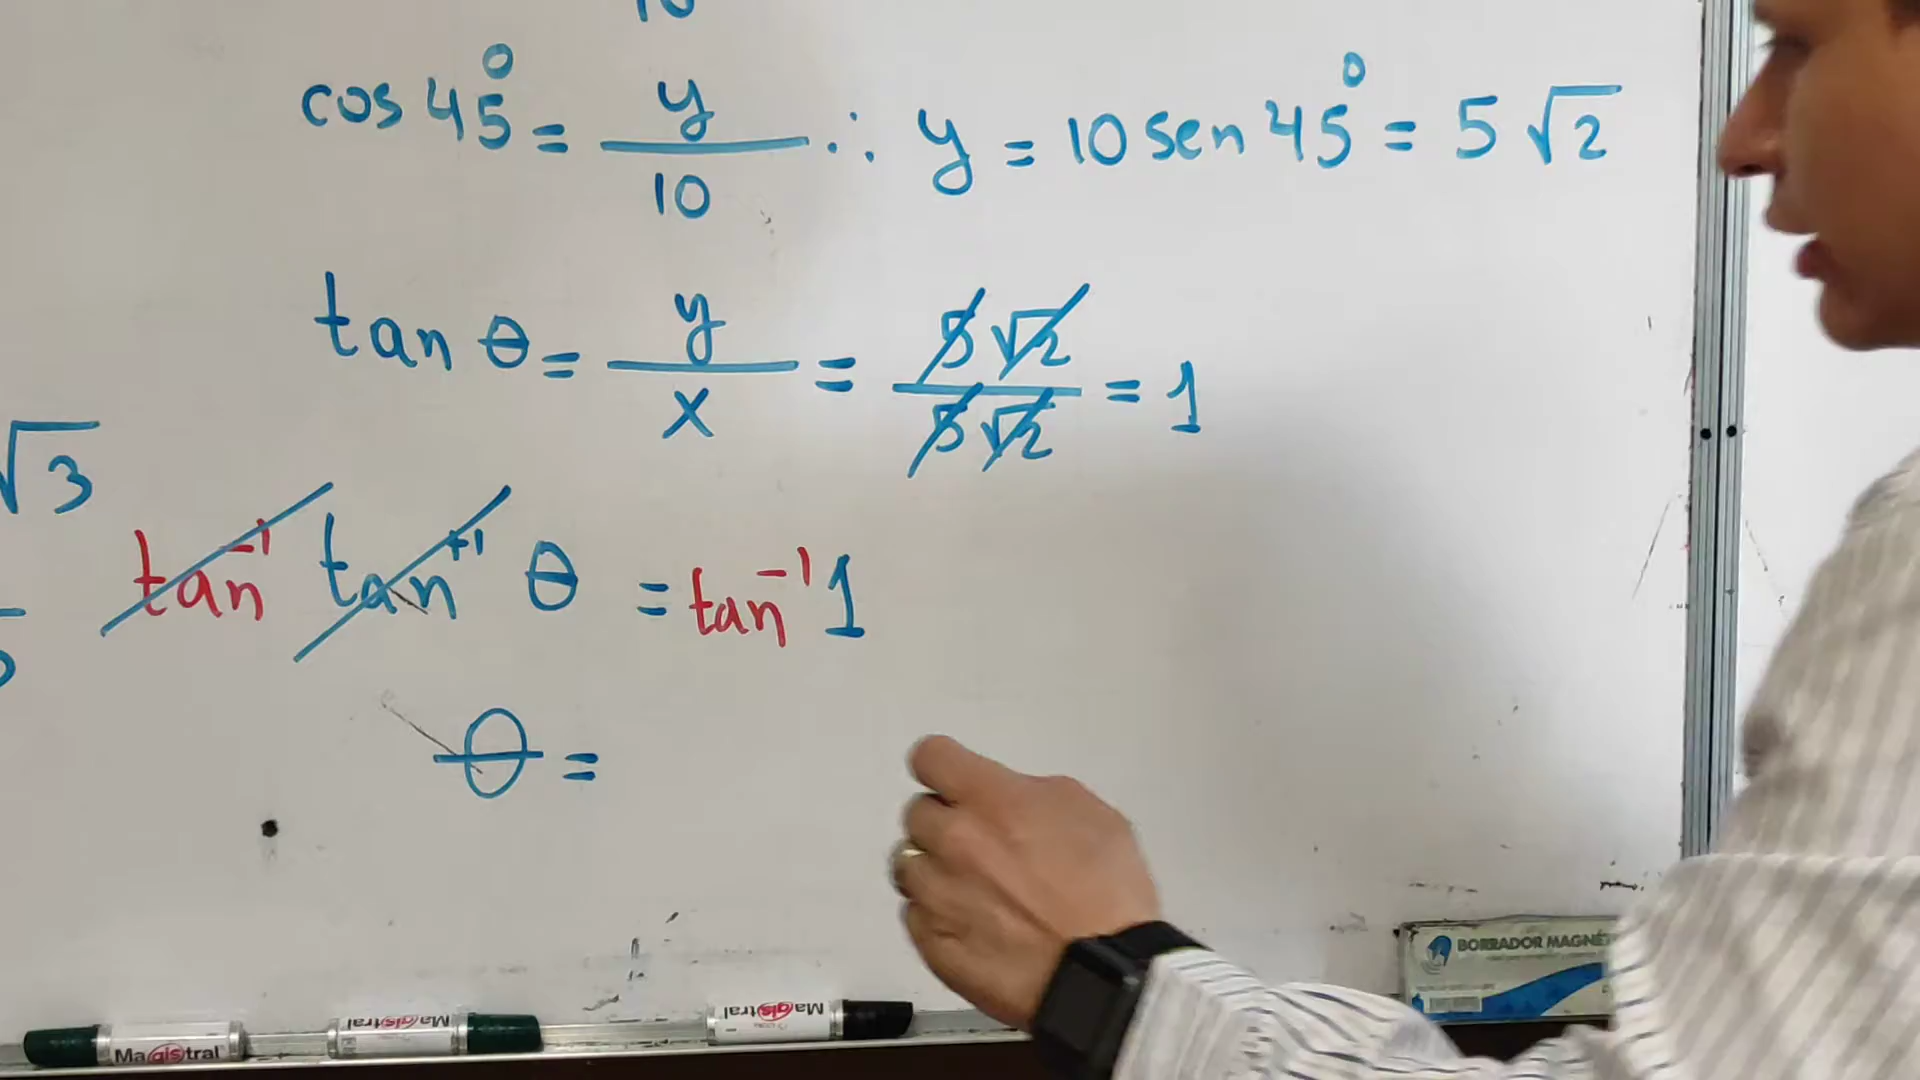 10
cos 45° = y/10 ∴ y = 10 sen 45° = 5 √2
tan θ = y/x = 5√2/5√2 = 1
√3
tan⁻¹ tan⁺¹ θ = tan⁻¹ 1
θ =
BORRADOR MAGNÉ
Magistral
Magistral
Magistral